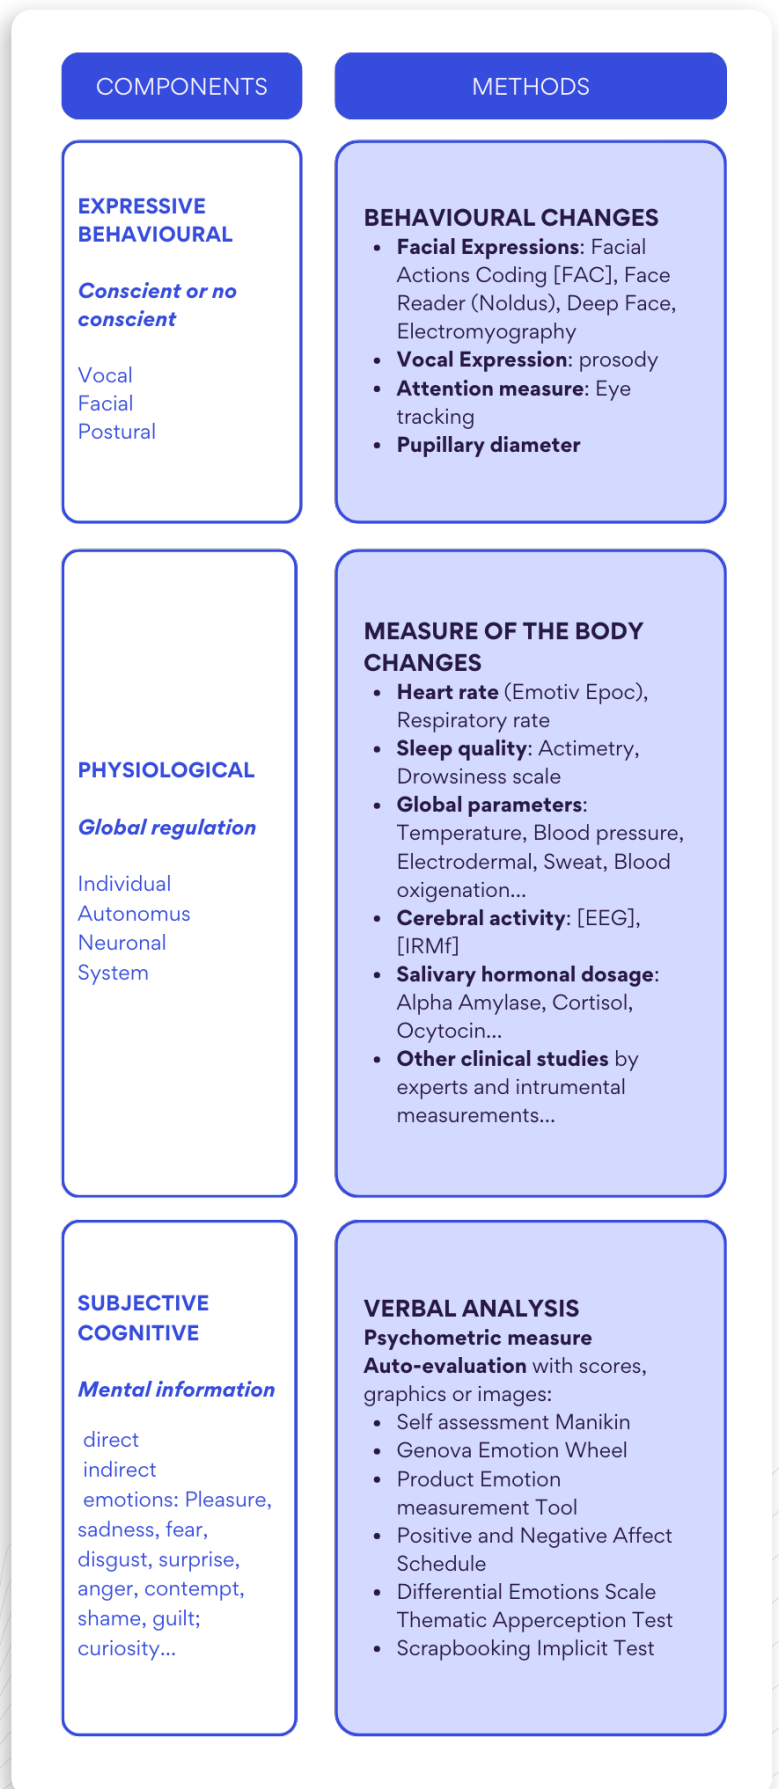 COMPONENTS
METHODS
EXPRESSIVE
BEHAVIOURAL
Conscient or no
conscient
Vocal
Facial
Postural
BEHAVIOURAL CHANGES
• Facial Expressions: Facial
Actions Coding [FAC], Face
Reader (Noldus), Deep Face,
Electromyography
• Vocal Expression: prosody
• Attention measure: Eye
tracking
• Pupillary diameter
PHYSIOLOGICAL
Global regulation
Individual
Autonomus
Neuronal
System
MEASURE OF THE BODY
CHANGES
• Heart rate (Emotiv Epoc),
Respiratory rate
• Sleep quality: Actimetry,
Drowsiness scale
• Global parameters:
Temperature, Blood pressure,
Electrodermal, Sweat, Blood
oxigenation...
• Cerebral activity: [EEG],
[IRMf]
• Salivary hormonal dosage:
Alpha Amylase, Cortisol,
Ocytocin...
• Other clinical studies by
experts and intrumental
measurements...
SUBJECTIVE
COGNITIVE
Mental information
direct
indirect
emotions: Pleasure,
sadness, fear,
disgust, surprise,
anger, contempt,
shame, guilt;
curiosity...
VERBAL ANALYSIS
Psychometric measure
Auto-evaluation with scores,
graphics or images:
• Self assessment Manikin
• Genova Emotion Wheel
• Product Emotion
measurement Tool
• Positive and Negative Affect
Schedule
• Differential Emotions Scale
Thematic Apperception Test
• Scrapbooking Implicit Test